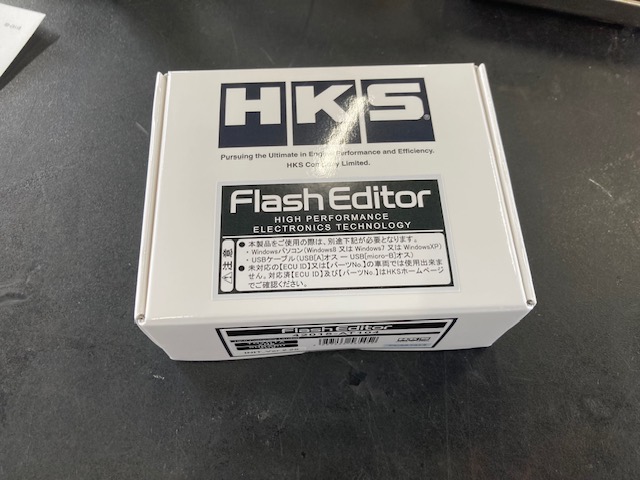 HKS®
Pursuing the Ultimate in Engine Performance and Efficiency.
HKS Company Limited.
Flash Editor
HIGH PERFORMANCE
ELECTRONICS TECHNOLOGY
注意
●本製品をご使用の際は、別途下記が必要となります。
・Windowsパソコン(Windows8 又は Windows7 又は WindowsXP)
・USBケーブル(USB[A]オス ー USB[micro-B]オス)
●未対応の【ECU ID】又は【パーツNo.】の車両では使用出来ま
せん。対応済【ECU ID】及び【パーツNo.】はHKSホームページ
でご確認ください。
Flash Editor
42015-AT104
HKS